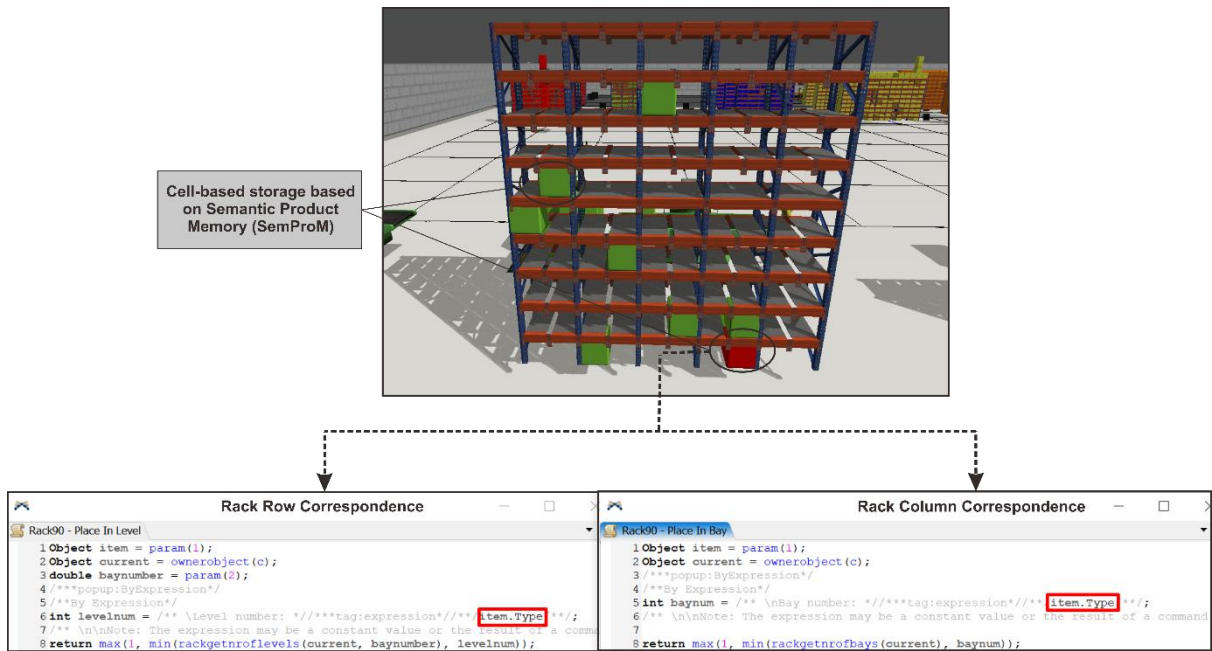 Cell-based storage based
on Semantic Product
Memory (SemProM)
Rack Row Correspondence
Rack90 - Place In Level
1 Object item = param(1);
2 Object current = ownerobject(c);
3 double baynumber = param(2);
4 /***popup:ByExpression*/
5 /**By Expression*/
6 int levelnum = /** \Level number: *//***tag:expression*//**/item.Type/**/;
7 /** \n\nNote: The expression may be a constant value or the result of a comma
8 return max(1, min(rackgetnroflevels(current, baynumber), levelnum));
Rack Column Correspondence
Rack90 - Place In Bay
1 Object item = param(1);
2 Object current = ownerobject(c);
3 /***popup:ByExpression*/
4 /**By Expression*/
5 int baynum = /** \nBay number: *//***tag:expression*//**/item.Type/**/;
6 /** \n\nNote: The expression may be a constant value or the result of a command
7
8 return max(1, min(rackgetnrofbays(current), baynum));